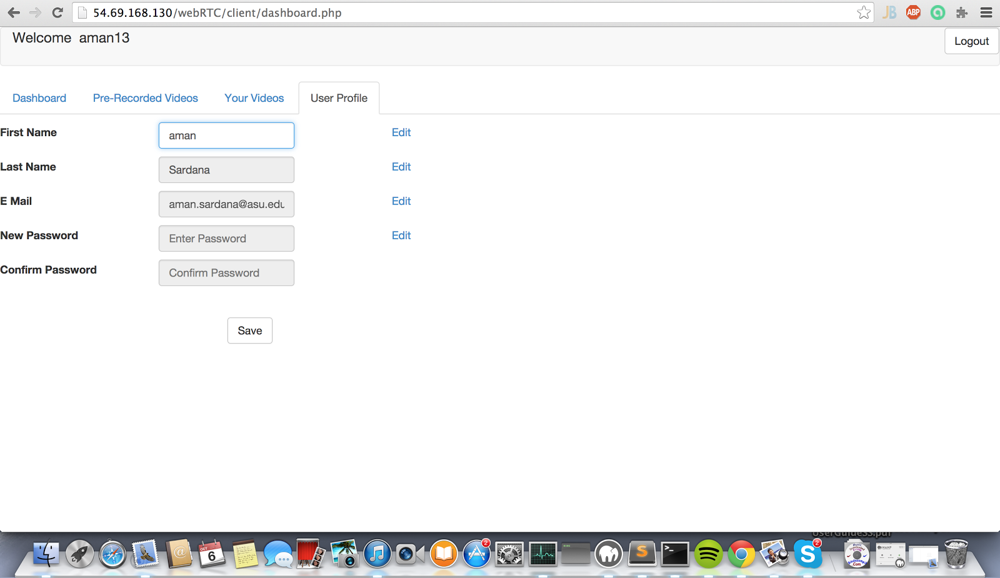 54.69.168.130/webRTC/client/dashboard.php
JB
ABP
Welcome aman13
Logout
Dashboard
Pre-Recorded Videos
Your Videos
User Profile
First Name
aman
Edit
Last Name
Sardana
Edit
E Mail
aman.sardana@asu.edu
Edit
New Password
Enter Password
Edit
Confirm Password
Confirm Password
Save
UserGuideSS.pdf
OCT
6
2
2